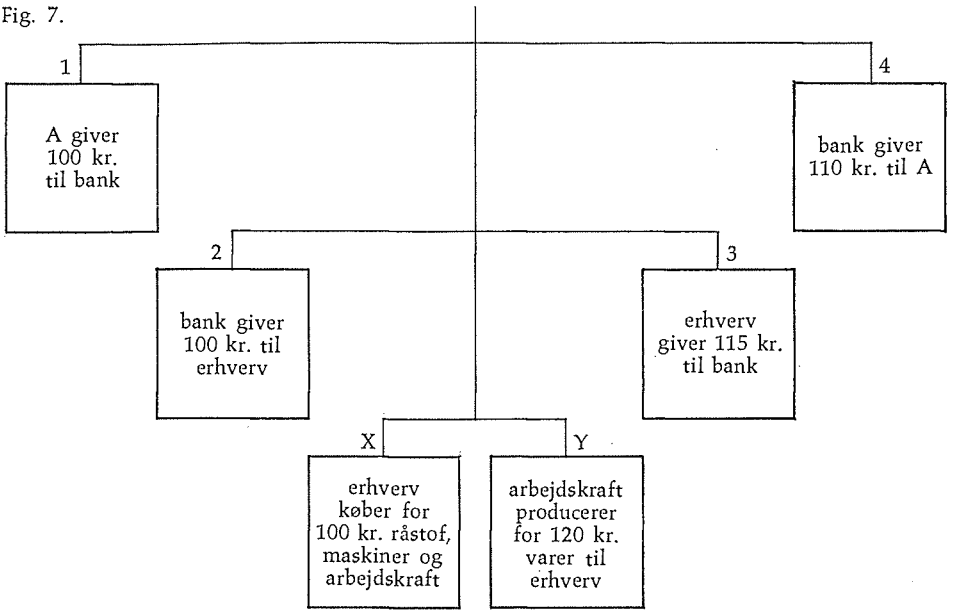 Fig. 7.
1
A giver
100 kr.
til bank
4
bank giver
110 kr. til A
2
bank giver
100 kr. til
erhverv
3
erhverv
giver 115 kr.
til bank
X
erhverv
køber for
100 kr. råstof,
maskiner og
arbejdskraft
Y
arbejdskraft
producerer
for 120 kr.
varer til
erhverv